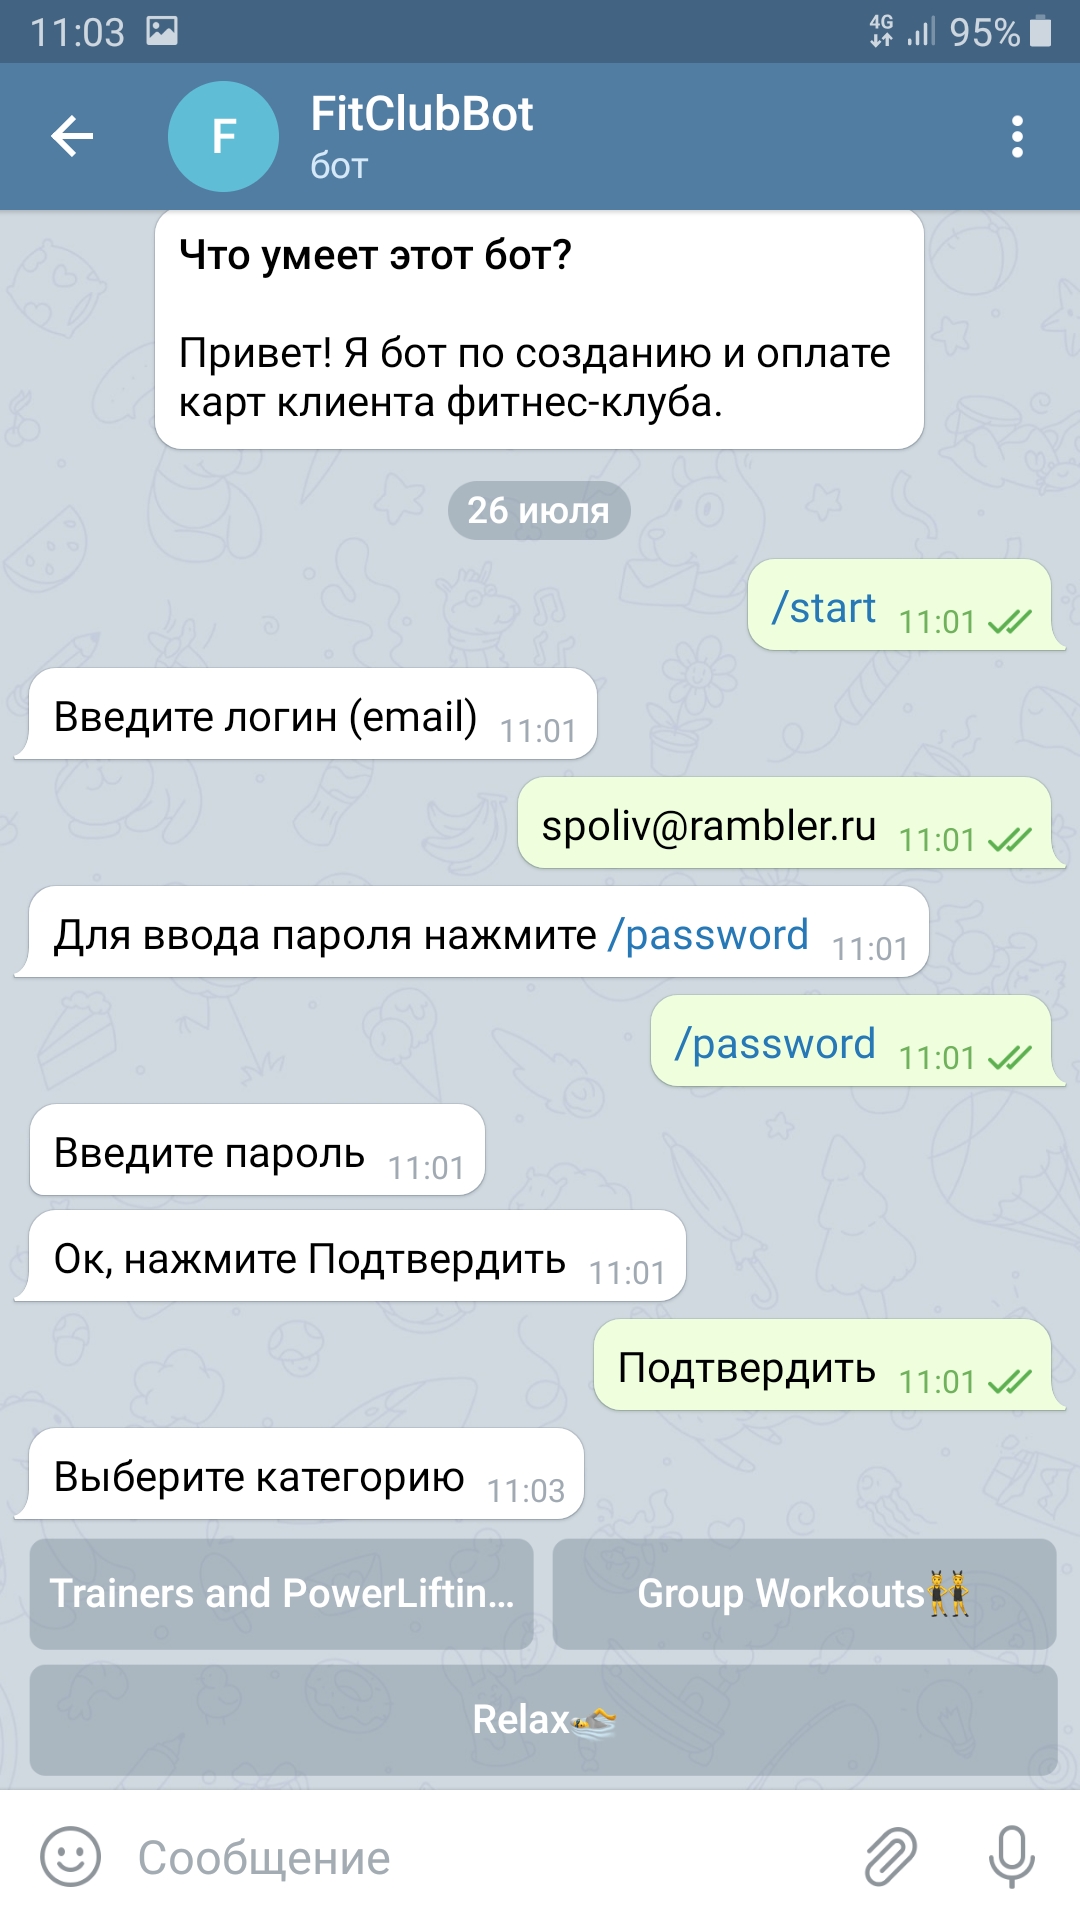 11:03 4G 95%
F
FitClubBot
бот
Что умеет этот бот?
Привет! Я бот по созданию и оплате
карт клиента фитнес-клуба.
26 июля
/start 11:01
Введите логин (email) 11:01
spoliv@rambler.ru 11:01
Для ввода пароля нажмите /password 11:01
/password 11:01
Введите пароль 11:01
Ок, нажмите Подтвердить 11:01
Подтвердить 11:01
Выберите категорию 11:03
Trainers and PowerLiftin...
Group Workouts👯
Relax🏊
Сообщение